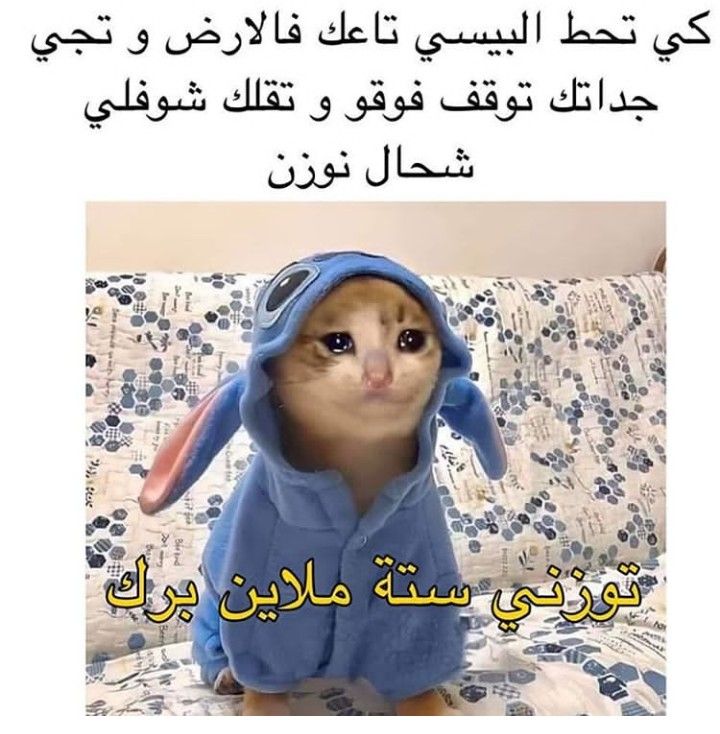 كي تحط البيسي تاعك فالارض و تجي
جداتك توقف فوقو و تقلك شوفلي
شحال نوزن
توزني ستة ملاين برك